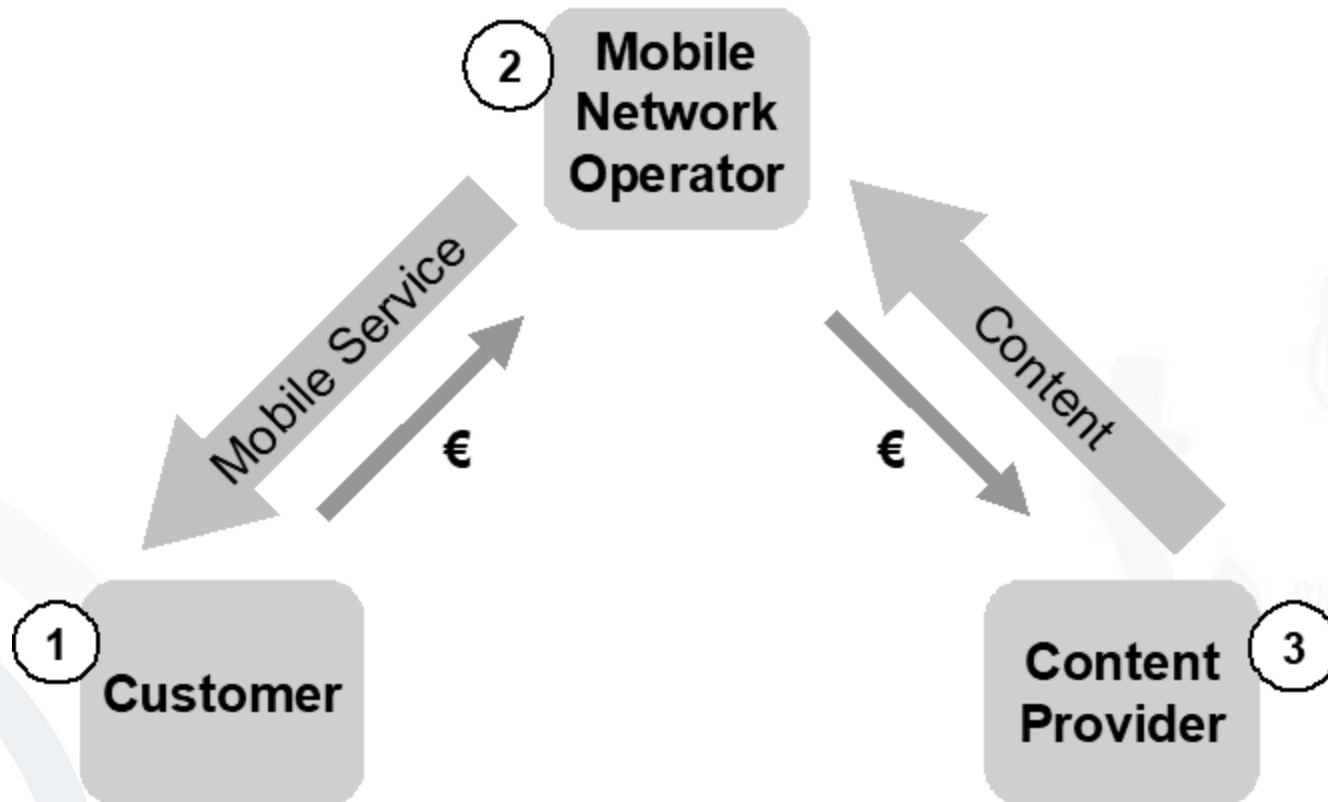 2
Mobile
Network
Operator
Mobile Service
€
€
Content
1
Customer
Content
Provider
3